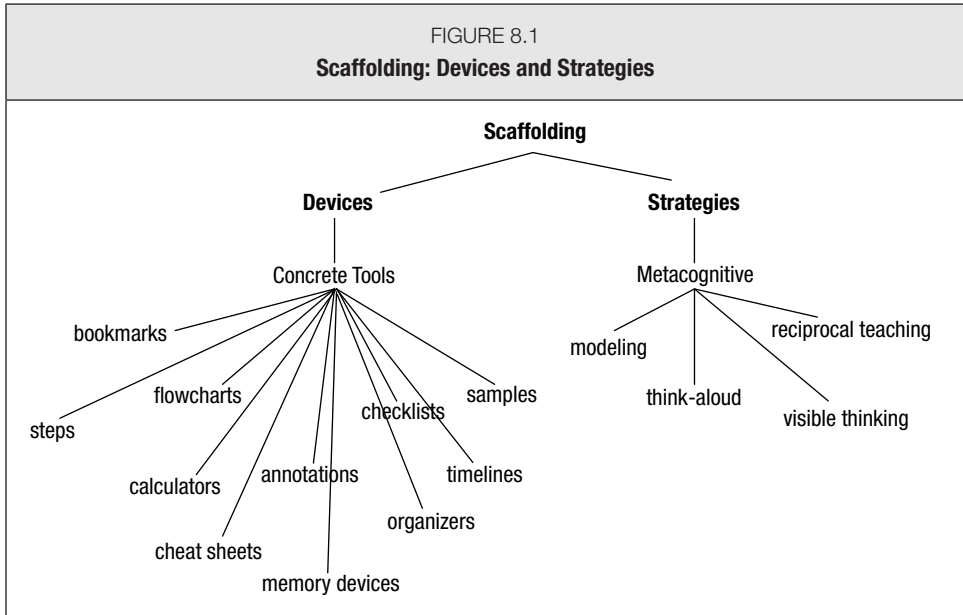 FIGURE 8.1
Scaffolding: Devices and Strategies
Scaffolding
Devices
Strategies
Concrete Tools
Metacognitive
bookmarks
reciprocal teaching
modeling
flowcharts
samples
think-aloud
checklists
visible thinking
steps
calculators
annotations
timelines
organizers
cheat sheets
memory devices